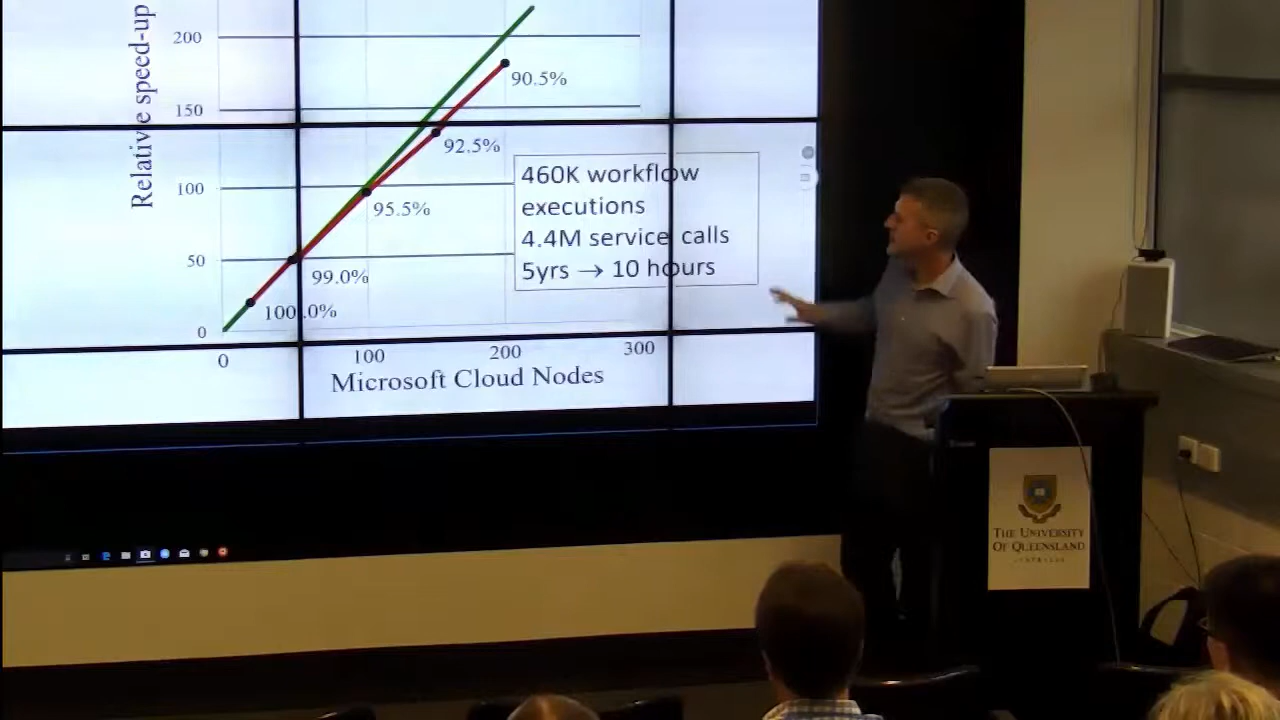 Relative speed-up
200
150
100
50
0
90.5%
92.5%
95.5%
99.0%
100.0%
460K workflow
executions
4.4M service calls
5yrs → 10 hours
0
100
200
300
Microsoft Cloud Nodes
THE UNIVERSITY
OF QUEENSLAND
AUSTRALIA